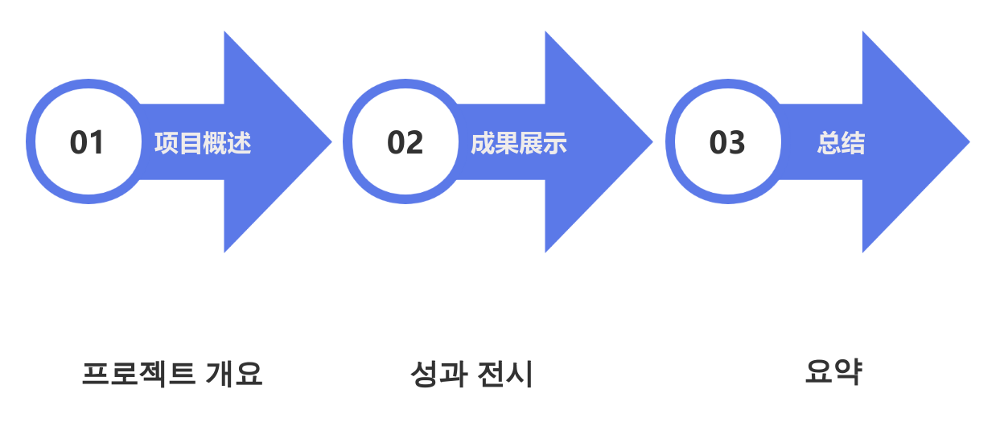 01 项目概述
02 成果展示
03 总结
프로젝트 개요
성과 전시
요약